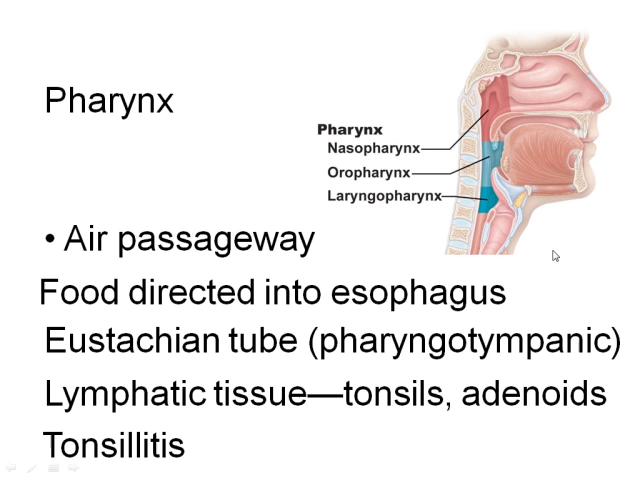 Pharynx
Pharynx
Nasopharynx
Oropharynx
Laryngopharynx
• Air passageway
Food directed into esophagus
Eustachian tube (pharyngotympanic)
Lymphatic tissue—tonsils, adenoids
Tonsillitis